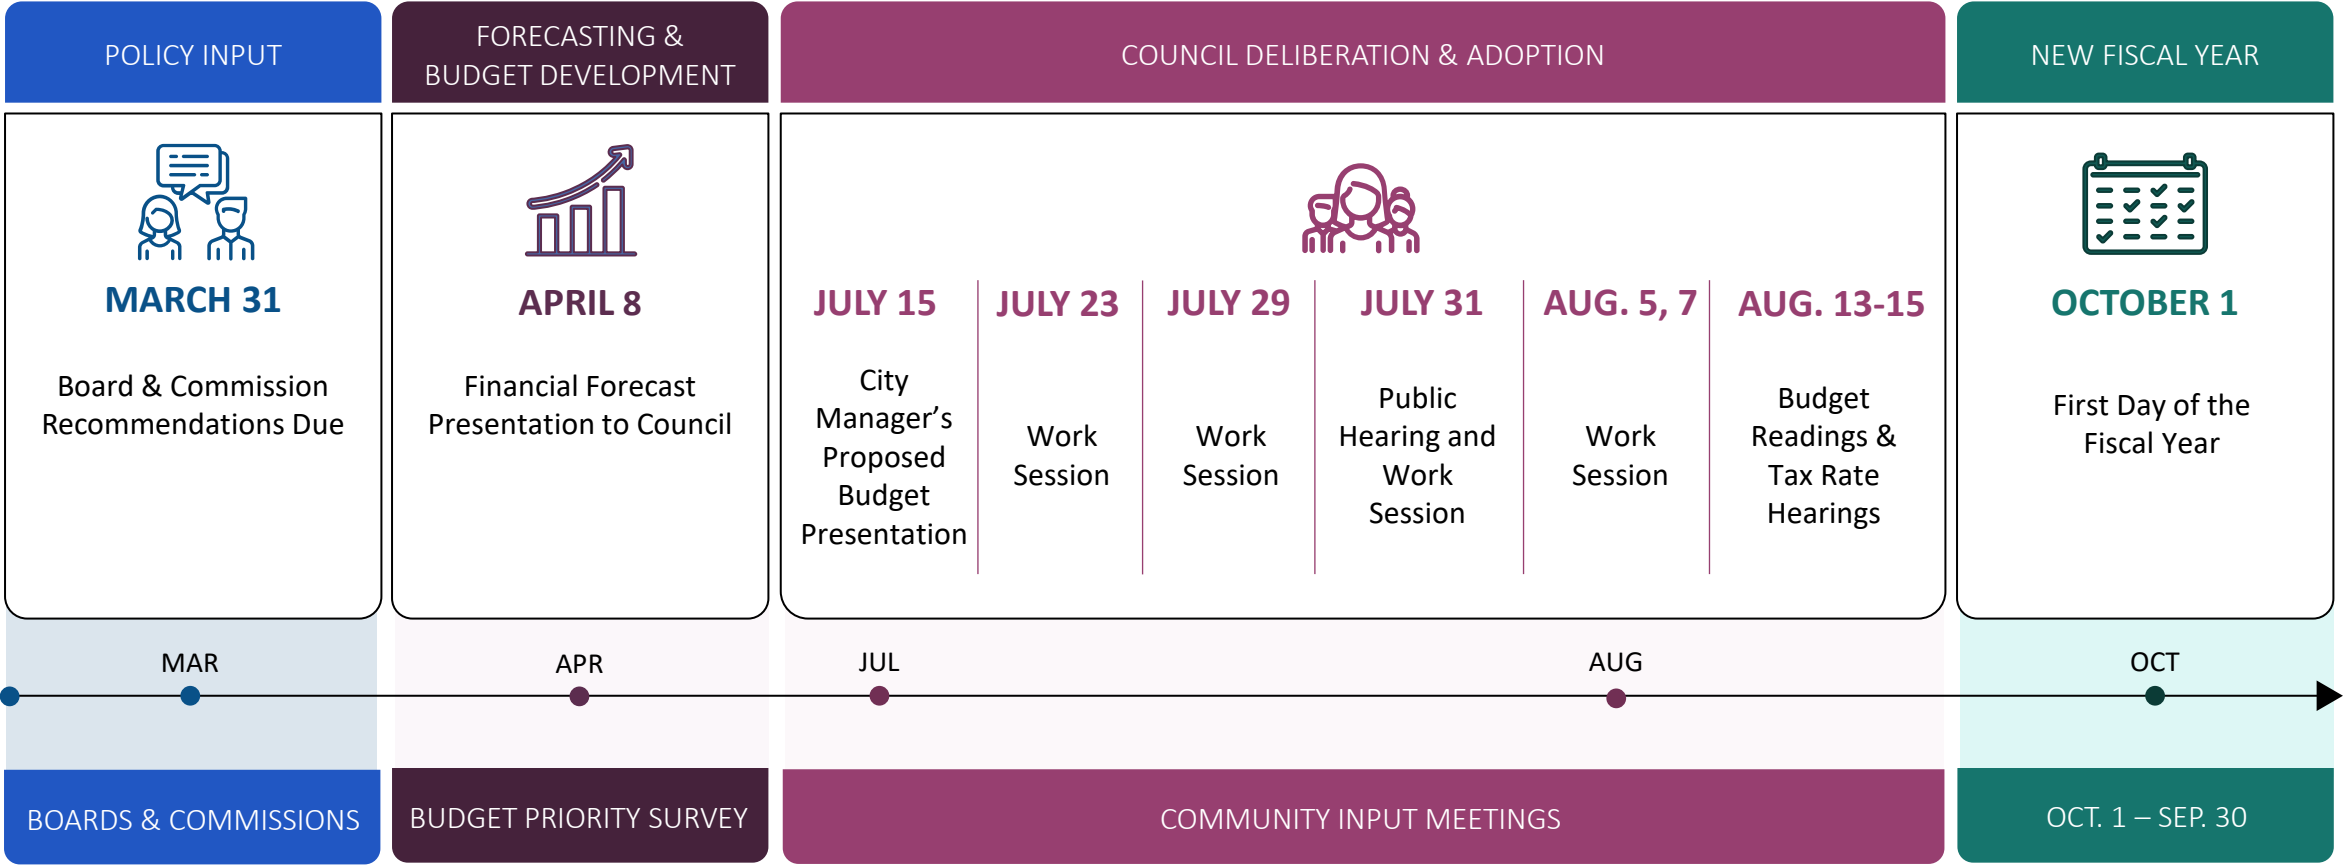 POLICY INPUT
FORECASTING &
BUDGET DEVELOPMENT
COUNCIL DELIBERATION & ADOPTION
NEW FISCAL YEAR
MARCH 31
Board & Commission
Recommendations Due
APRIL 8
Financial Forecast
Presentation to Council
JULY 15
City
Manager’s
Proposed
Budget
Presentation
JULY 23
Work
Session
JULY 29
Work
Session
JULY 31
Public
Hearing and
Work
Session
AUG. 5, 7
Work
Session
AUG. 13-15
Budget
Readings &
Tax Rate
Hearings
OCTOBER 1
First Day of the
Fiscal Year
MAR
APR
JUL
AUG
OCT
BOARDS & COMMISSIONS
BUDGET PRIORITY SURVEY
COMMUNITY INPUT MEETINGS
OCT. 1 – SEP. 30